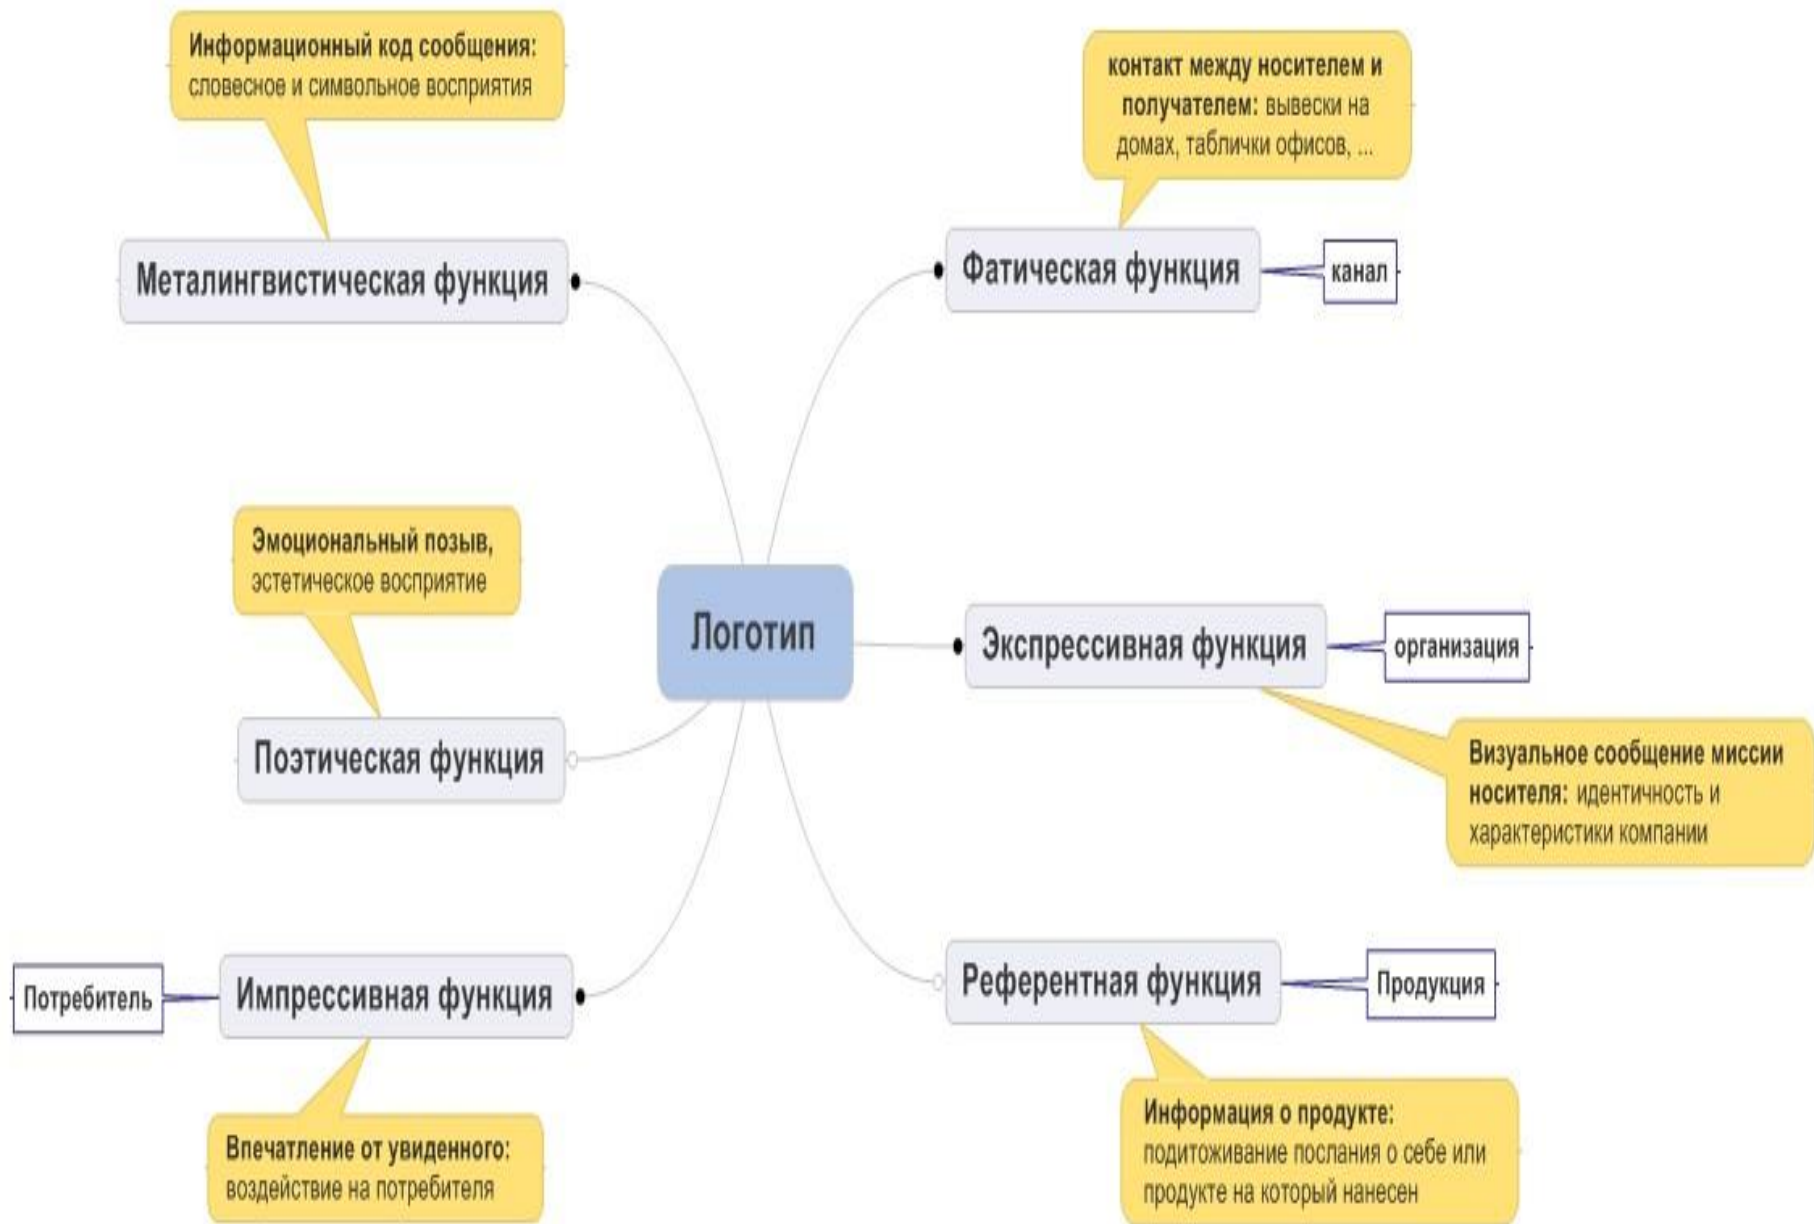 Информационный код сообщения:
словесное и символьное восприятия
контакт между носителем и
получателем: вывески на
домах, таблички офисов, ...
Металингвистическая функция
Фатическая функция
канал
Эмоциональный позыв,
эстетическое восприятие
Логотип
Экспрессивная функция
организация
Поэтическая функция
Визуальное сообщение миссии
носителя: идентичность и
характеристики компании
Потребитель
Импрессивная функция
Референтная функция
Продукция
Впечатление от увиденного:
воздействие на потребителя
Информация о продукте:
подитоживание послания о себе или
продукте на который нанесен